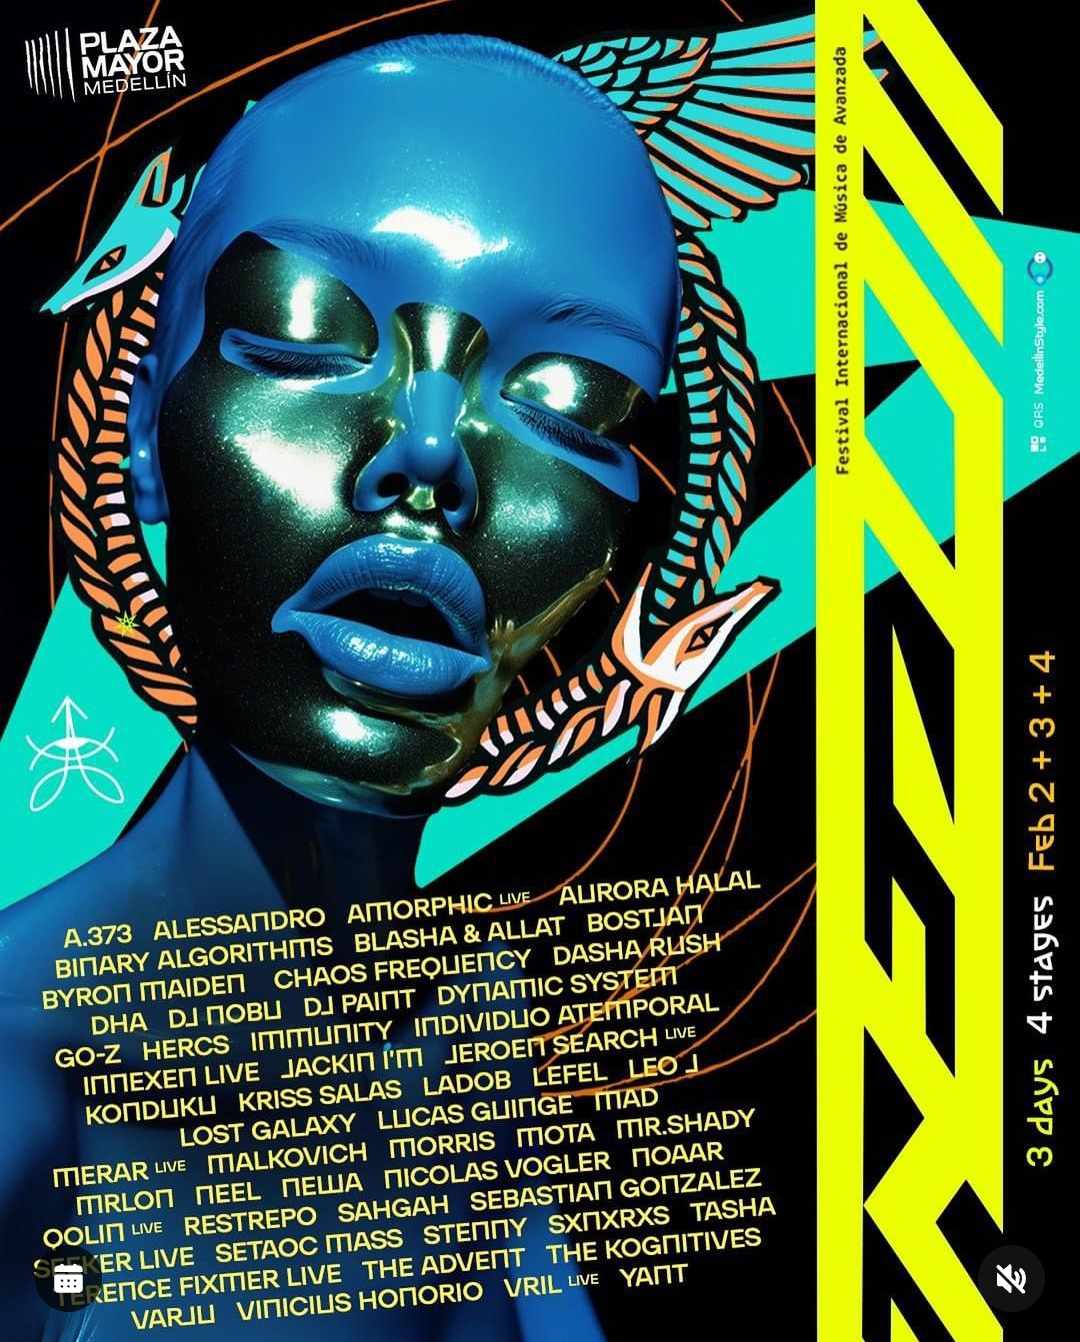 PLAZA
MAYOR
MEDELLÍN
Festival Internacional de Música de Avanzada
QRS MedellinStyle.com
3 days 4 stages Feb 2 + 3 + 4
A.373 ALESSANDRO AMORPHIC LIVE AURORA HALAL
BINARY ALGORITHMS BLASHA & ALLAT BOSTJAN
BYRON MAIDEN CHAOS FREQUENCY DASHA RUSH
DHA DJ NOBU DJ PAINT DYNAMIC SYSTEM
GO-Z HERCS IMMUNITY INDIVIDUO ATEMPORAL
INNEXEN LIVE JACKIN I'M JEROEN SEARCH LIVE
KONDUKU KRISS SALAS LADOB LEFEL LEO J
LOST GALAXY LUCAS GUINGE MAD
MERAR LIVE MALKOVICH MORRIS MOTA MR.SHADY
MRLON NEEL NEWA NICOLAS VOGLER NOAAR
QOLIN LIVE RESTREPO SAHGAH SEBASTIAN GONZALEZ
SEEKER LIVE SETAOC MASS STENNY SXNXRXS TASHA
TERENCE FIXMER LIVE THE ADVENT THE KOGNITIVES
VARJU VINICIUS HONORIO VRIL LIVE YANT